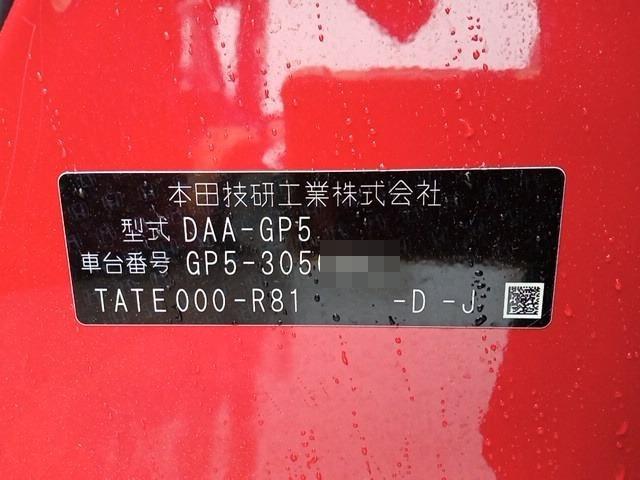 本田技研工業株式会社
型式 DAA-GP5
車台番号 GP5-305
TATE000-R81 -D -J